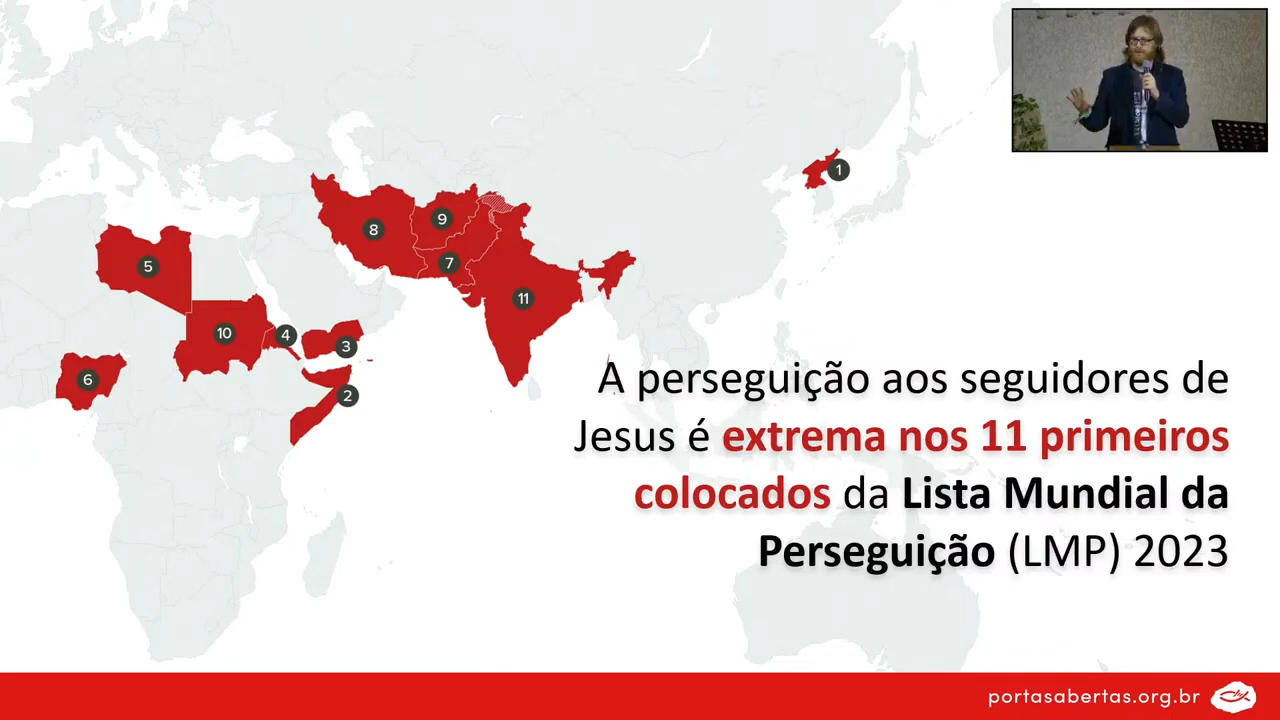 1
8
9
5
7
11
10
4
3
6
2
A perseguição aos seguidores de
Jesus é extrema nos 11 primeiros
colocados da Lista Mundial da
Perseguição (LMP) 2023
portasabertas.org.br